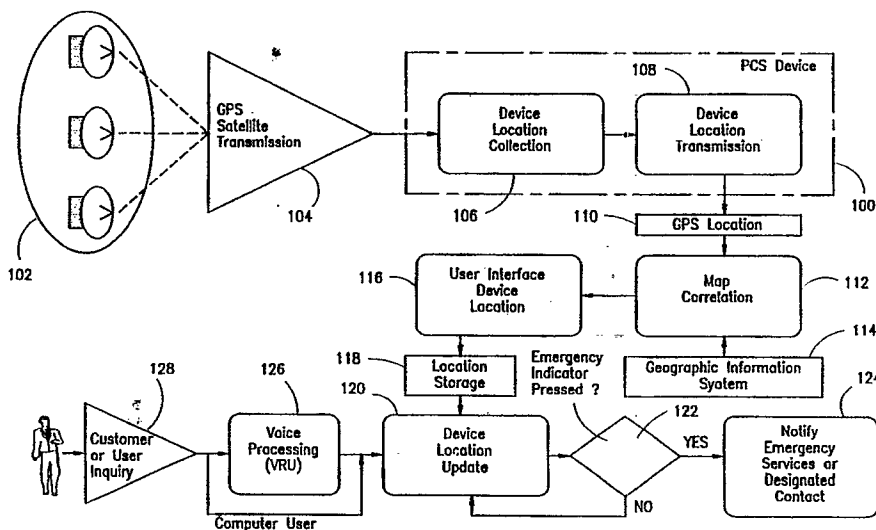 PCS Device
108
GPS
Satellite
Transmission
Device
Location
Collection
Device
Location
Transmission
104
106
100
102
110
GPS Location
116
User Interface
Device
Location
Map
Correlation
112
114
118
Location
Storage
Emergency
Indicator
Pressed ?
Geographic Information
System
124
128
126
120
122
Customer
or User
Inquiry
Voice
Processing
(VRU)
Device
Location
Update
YES
Notify
Emergency
Services or
Designated
Contact
NO
Computer User